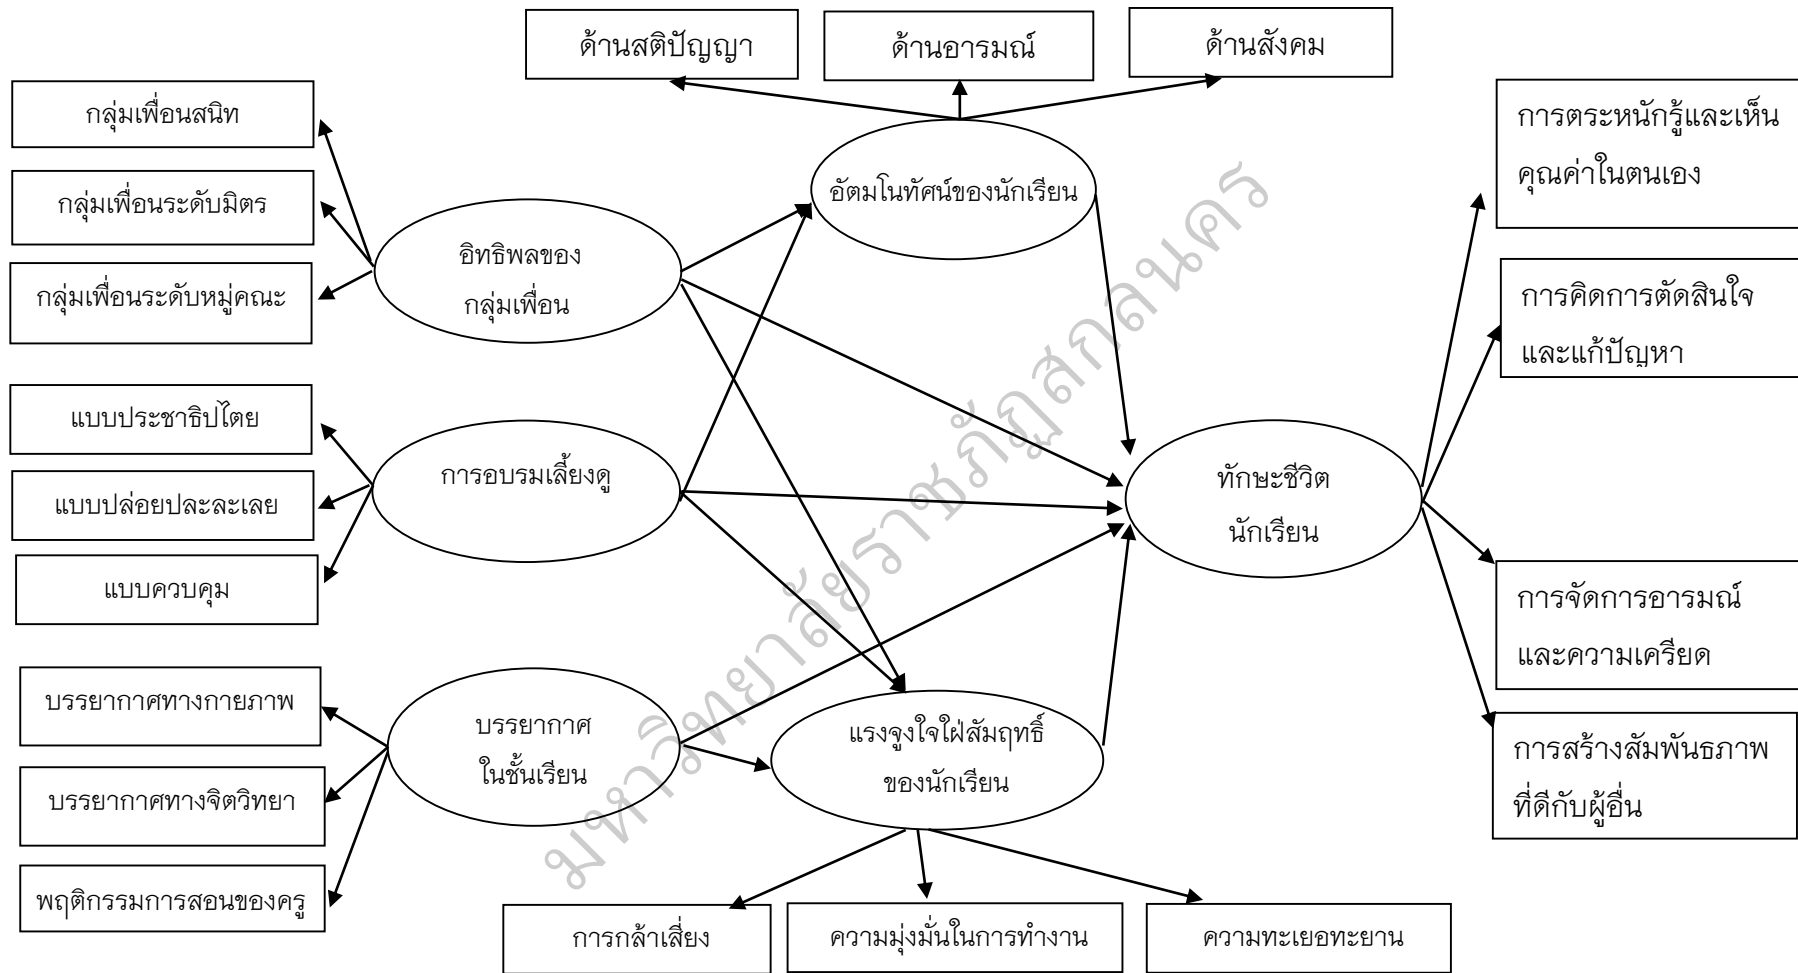 ด้านสติปัญญา
ด้านอารมณ์
ด้านสังคม
กลุ่มเพื่อนสนิท
กลุ่มเพื่อนระดับมิตร
กลุ่มเพื่อนระดับหมู่คณะ
อิทธิพลของ
กลุ่มเพื่อน
อัตมโนทัศน์ของนักเรียน
การตระหนักรู้และเห็น
คุณค่าในตนเอง
การคิดการตัดสินใจ
และแก้ปัญหา
แบบประชาธิปไตย
แบบปล่อยปละละเลย
แบบควบคุม
การอบรมเลี้ยงดู
ทักษะชีวิต
นักเรียน
การจัดการอารมณ์
และความเครียด
การสร้างสัมพันธภาพ
ที่ดีกับผู้อื่น
บรรยากาศทางกายภาพ
บรรยากาศทางจิตวิทยา
พฤติกรรมการสอนของครู
บรรยากาศ
ในชั้นเรียน
แรงจูงใจใฝ่สัมฤทธิ์
ของนักเรียน
การกล้าเสี่ยง
ความมุ่งมั่นในการทำงาน
ความทะเยอทะยาน
มหาวิทยาลัยราชภัฏสกลนคร